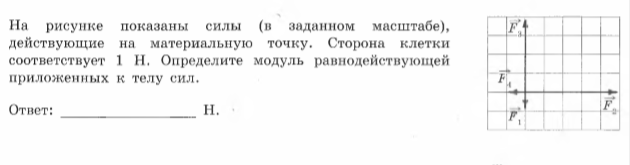 На рисунке показаны силы (в заданном масштабе),
действующие на материальную точку. Сторона клетки
соответствует 1 Н. Определите модуль равнодействующей
приложенных к телу сил.
Ответ: ____________________ Н.
F₃
F₄
F₁
F₂